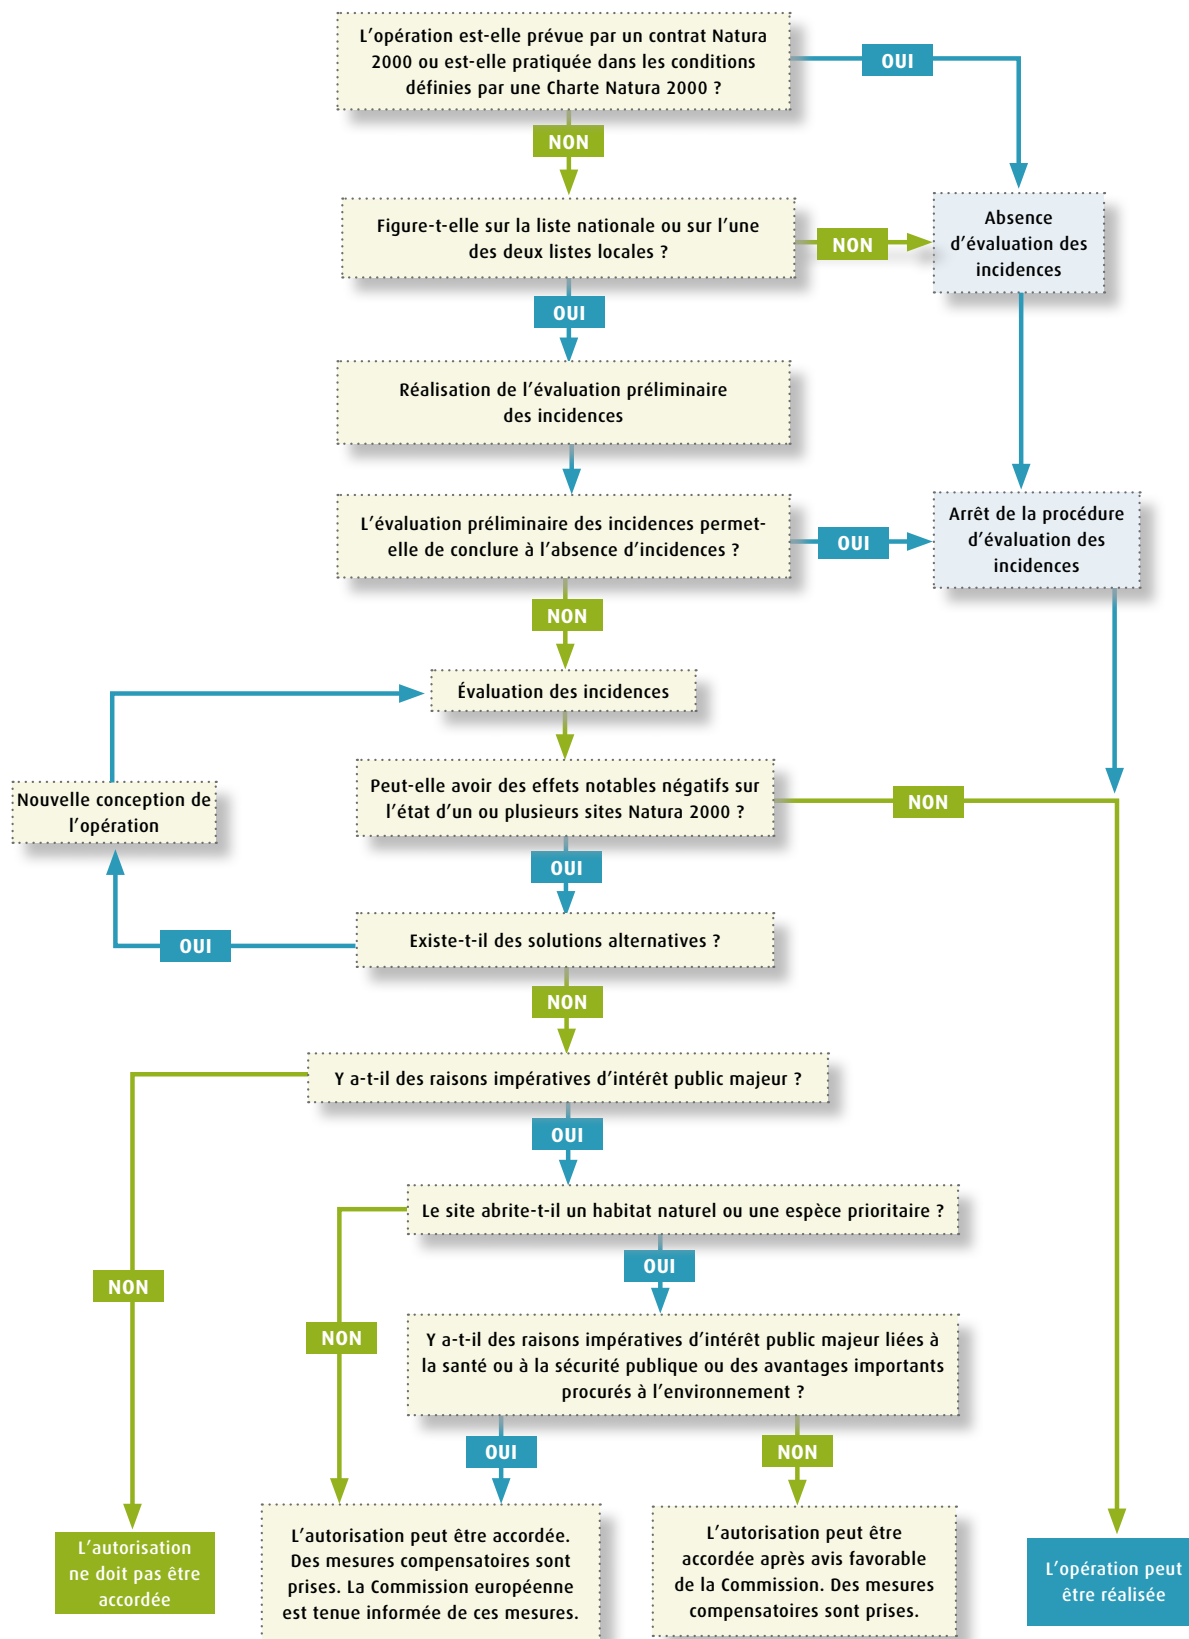 L'opération est-elle prévue par un contrat Natura
2000 ou est-elle pratiquée dans les conditions
définies par une Charte Natura 2000 ?
OUI
NON
Figure-t-elle sur la liste nationale ou sur l'une
des deux listes locales ?
NON
Absence
d'évaluation des
incidences
OUI
Réalisation de l'évaluation préliminaire
des incidences
L'évaluation préliminaire des incidences permet-
elle de conclure à l'absence d'incidences ?
OUI
Arrêt de la procédure
d'évaluation des
incidences
NON
Évaluation des incidences
Nouvelle conception de
l'opération
Peut-elle avoir des effets notables négatifs sur
l'état d'un ou plusieurs sites Natura 2000 ?
NON
OUI
Existe-t-il des solutions alternatives ?
OUI
NON
Y a-t-il des raisons impératives d'intérêt public majeur ?
OUI
Le site abrite-t-il un habitat naturel ou une espèce prioritaire ?
OUI
NON
NON
Y a-t-il des raisons impératives d'intérêt public majeur liées à
la santé ou à la sécurité publique ou des avantages importants
procurés à l'environnement ?
OUI
NON
L'autorisation
ne doit pas être
accordée
L'autorisation peut être accordée.
Des mesures compensatoires sont
prises. La Commission européenne
est tenue informée de ces mesures.
L'autorisation peut être
accordée après avis favorable
de la Commission. Des mesures
compensatoires sont prises.
L'opération peut
être réalisée